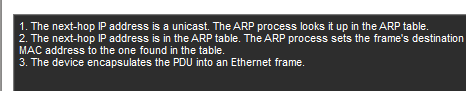 1. The next-hop IP address is a unicast. The ARP process looks it up in the ARP table.
2. The next-hop IP address is in the ARP table. The ARP process sets the frame's destination
MAC address to the one found in the table.
3. The device encapsulates the PDU into an Ethernet frame.